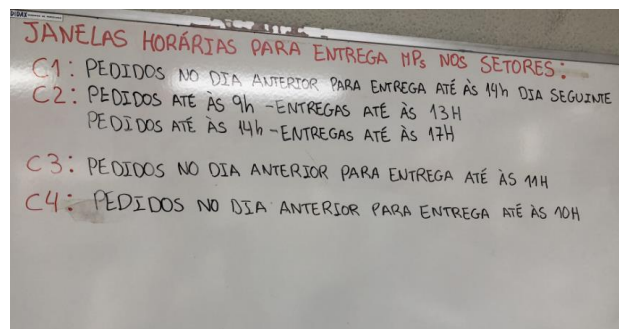 JANELAS HORÁRIAS PARA ENTREGA MPs NOS SETORES:
C1: PEDIDOS NO DIA ANTERIOR PARA ENTREGA ATÉ ÀS 14h DIA SEGUINTE
C2: PEDIDOS ATÉ ÀS 9h - ENTREGAS ATÉ ÀS 13H
PEDIDOS ATÉ ÀS 14h - ENTREGAS ATÉ ÀS 17H
C3: PEDIDOS NO DIA ANTERIOR PARA ENTREGA ATÉ ÀS 11H
C4: PEDIDOS NO DIA ANTERIOR PARA ENTREGA ATÉ ÀS 10H